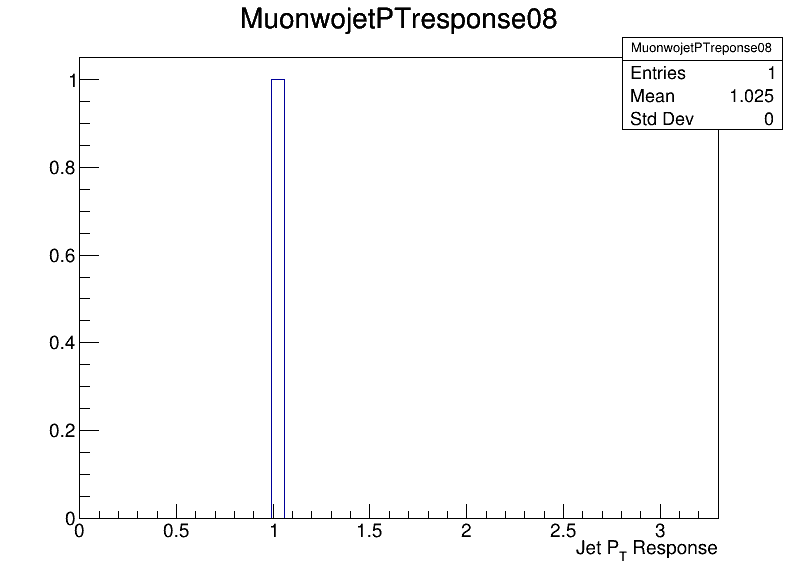 MuonwojetPTresponse08
MuonwojetPTreponse08
Entries 1
Mean 1.025
Std Dev 0
1
0.8
0.6
0.4
0.2
0
0 0.5 1 1.5 2 2.5 3
Jet P_T Response